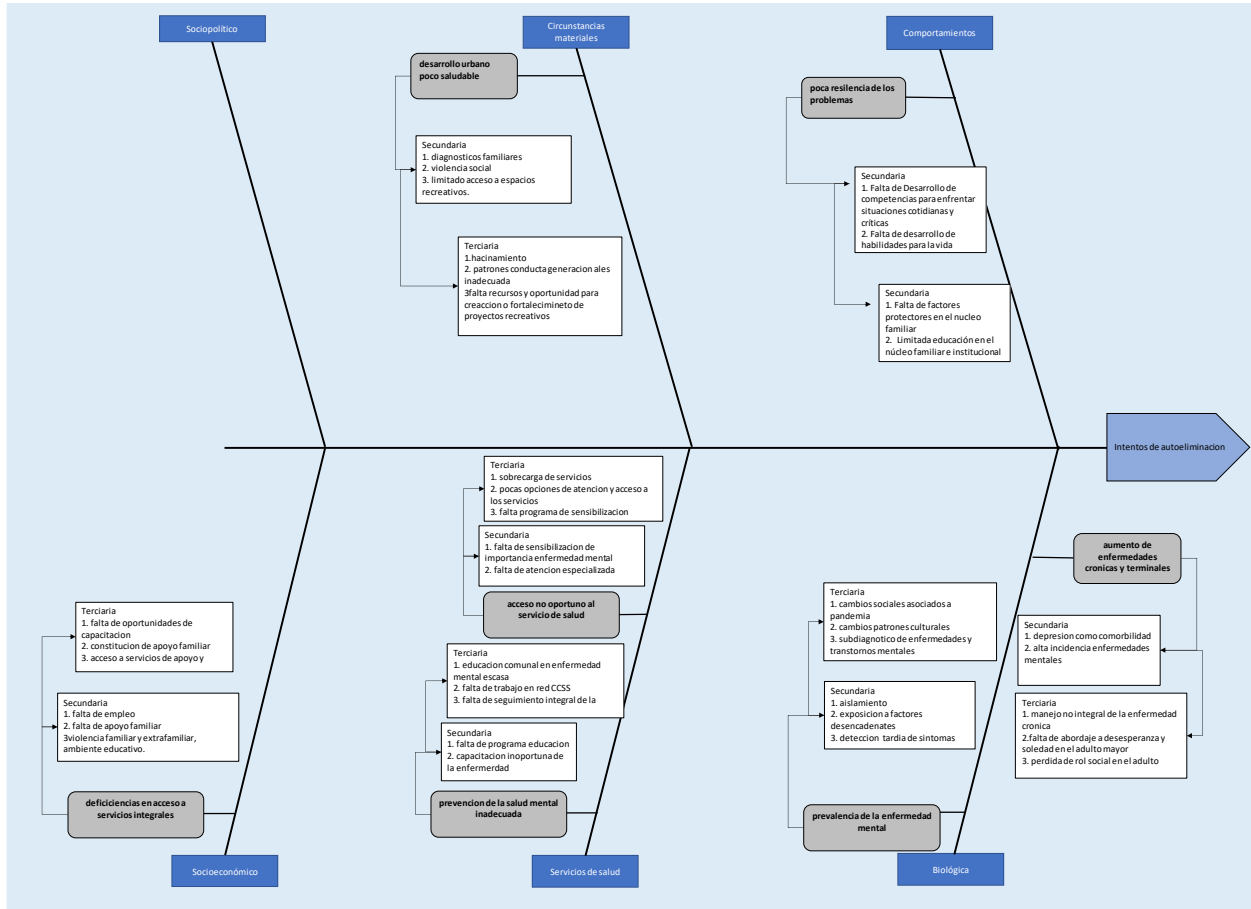 Sociopolítico
Circunstancias
materiales
Comportamientos
desarrollo urbano
poco saludable
Secundaria
1. diagnosticos familiares
2. violencia social
3. limitado acceso a espacios
recreativos.
Terciaria
1.hacinamiento
2. patrones conducta generacion ales
inadecuada
3falta recursos y oportunidad para
creaccion o fortalecimineto de
proyectos recreativos
poca resilencia de los
problemas
Secundaria
1. Falta de Desarrollo de
competencias para enfrentar
situaciones cotidianas y
críticas
2. Falta de desarrollo de
habilidades para la vida
Secundaria
1. Falta de factores
protectores en el nucleo
familiar
2. Limitada educación en el
núcleo familiar e institucional
Intentos de autoeliminacion
Terciaria
1. falta de oportunidades de
capacitacion
2. constitucion de apoyo familiar
3. acceso a servicios de apoyo y
Secundaria
1. falta de empleo
2. falta de apoyo familiar
3violencia familiar y extrafamiliar,
ambiente educativo.
deficiencias en acceso a
servicios integrales
Socioeconómico
Terciaria
1. sobrecarga de servicios
2. pocas opciones de atencion y acceso a
los servicios
3. falta programa de sensibilizacion
Secundaria
1. falta de sensibilizacion de
importancia enfermedad mental
2. falta de atencion especializada
acceso no oportuno al
servicio de salud
Terciaria
1. educacion comunal en enfermedad
mental escasa
2. falta de trabajo en red CCSS
3. falta de seguimiento integral de la
Secundaria
1. falta de programa educacion
2. capacitacion inoportuna de
la enfermerdad
prevencion de la salud mental
inadecuada
Servicios de salud
aumento de
enfermedades
cronicas y terminales
Secundaria
1. depresion como comorbilidad
2. alta incidencia enfermedades
mentales
Terciaria
1. manejo no integral de la enfermedad
cronica
2.falta de abordaje a desesperanza y
soledad en el adulto mayor
3. perdida de rol social en el adulto
Terciaria
1. cambios sociales asociados a
pandemia
2. cambios patrones culturales
3. subdiagnotico de enfermedades y
transtornos mentales
Secundaria
1. aislamiento
2. exposicion a factores
desencadenates
3. deteccion tardia de sintomas
prevalencia de la enfermedad
mental
Biológica